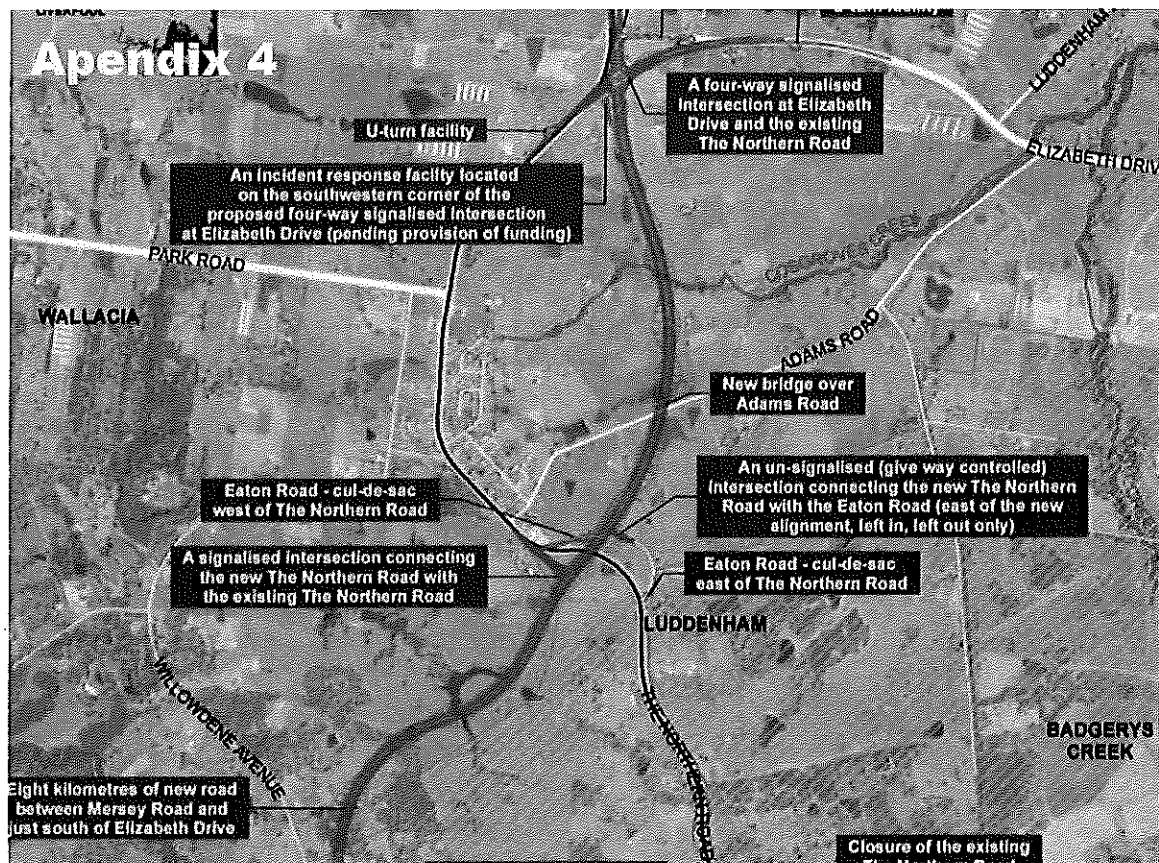 LIVERPOOL
Apendix 4
U-turn facility
LUDDENHAM
A four-way signalised
intersection at Elizabeth
Drive and the existing
The Northern Road
U-turn facility
ELIZABETH DRIV
An incident response facilty located
on the southwestern corner of the
proposed four-way signalised intersection
at Elizabeth Drive (pending provision of funding)
COSGROVES CREEK
PARK ROAD
WALLACIA
ADAMS ROAD
New bridge over
Adams Road
An un-signalised (give way controlled)
intersection connecting the new The Northern
Road with the Eaton Road (east of the new
alignment, left in, left out only)
Eaton Road - cul-de-sac
west of The Northern Road
A signalised intersection connecting
the new The Northern Road with
the existing The Northern Road
Eaton Road - cul-de-sac
east of The Northern Road
LUDDENHAM
WILLOWDENE AVENUE
THE NORTHERN ROAD
BADGERYS
CREEK
Eight kilometres of new road
between Mersey Road and
just south of Elizabeth Drive
Closure of the existing
The Northern